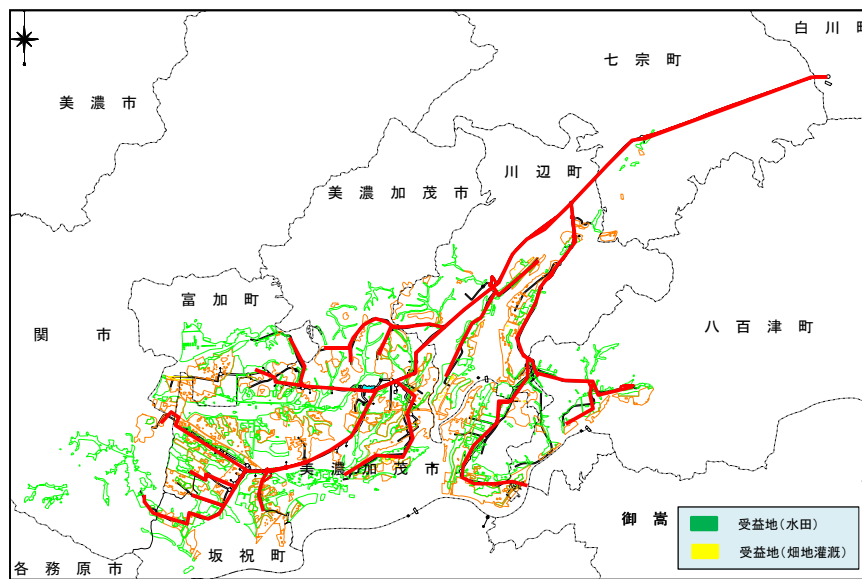 白川町
七宗町
美濃市
川辺町
美濃加茂市
富加町
関市
八百津町
美濃加茂市
御嵩
受益地(水田)
坂祝町
受益地(畑地灌漑)
各務原市